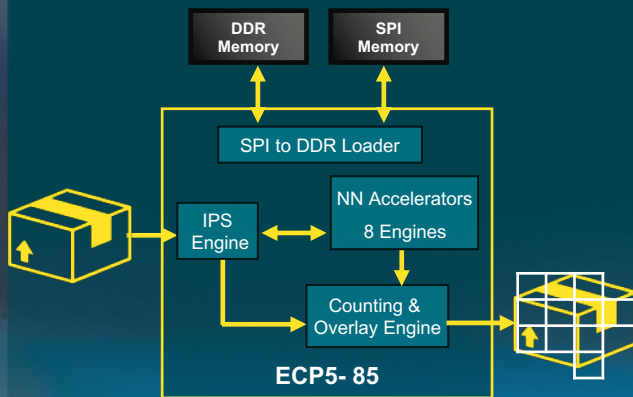 DDR
Memory
SPI
Memory
SPI to DDR Loader
IPS
Engine
NN Accelerators
8 Engines
Counting &
Overlay Engine
ECP5- 85